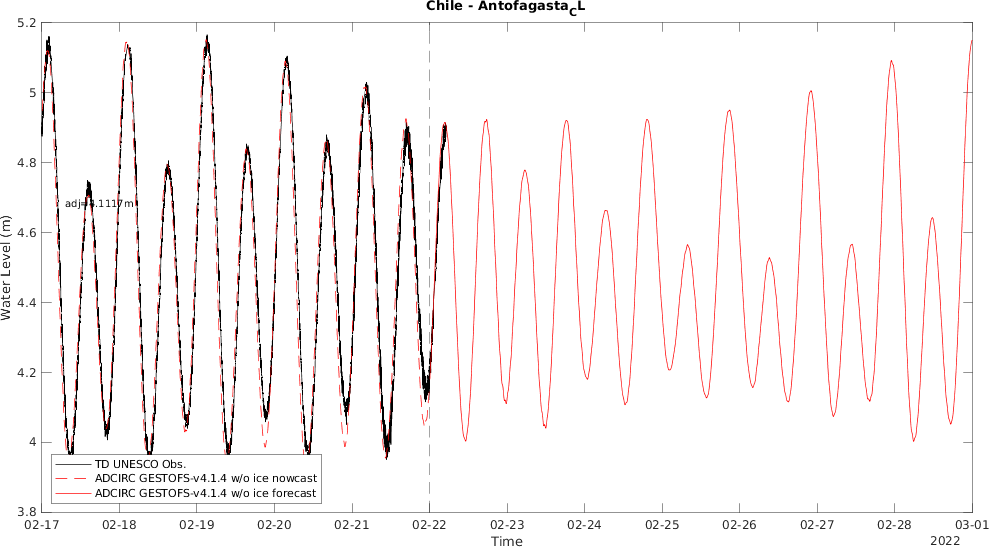 Chile - Antofagasta_CL
5.2
5
4.8
4.6
4.4
4.2
4
3.8
Water Level (m)
adj=4.1117m
TD UNESCO Obs.
ADCIRC GESTOFS-v4.1.4 w/o ice nowcast
ADCIRC GESTOFS-v4.1.4 w/o ice forecast
02-17 02-18 02-19 02-20 02-21 02-22 02-23 02-24 02-25 02-26 02-27 02-28 03-01
Time
2022